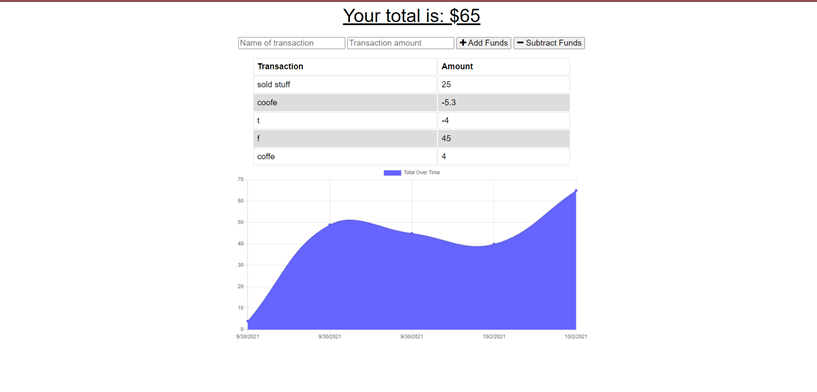 Your total is: $65
Name of transaction Transaction amount + Add Funds − Subtract Funds
Transaction Amount
sold stuff 25
coofe -5.3
t -4
f 45
coffe 4
Total Over Time
70
60
50
40
30
20
10
0
9/30/2021 9/30/2021 9/30/2021 10/2/2021 10/2/2021